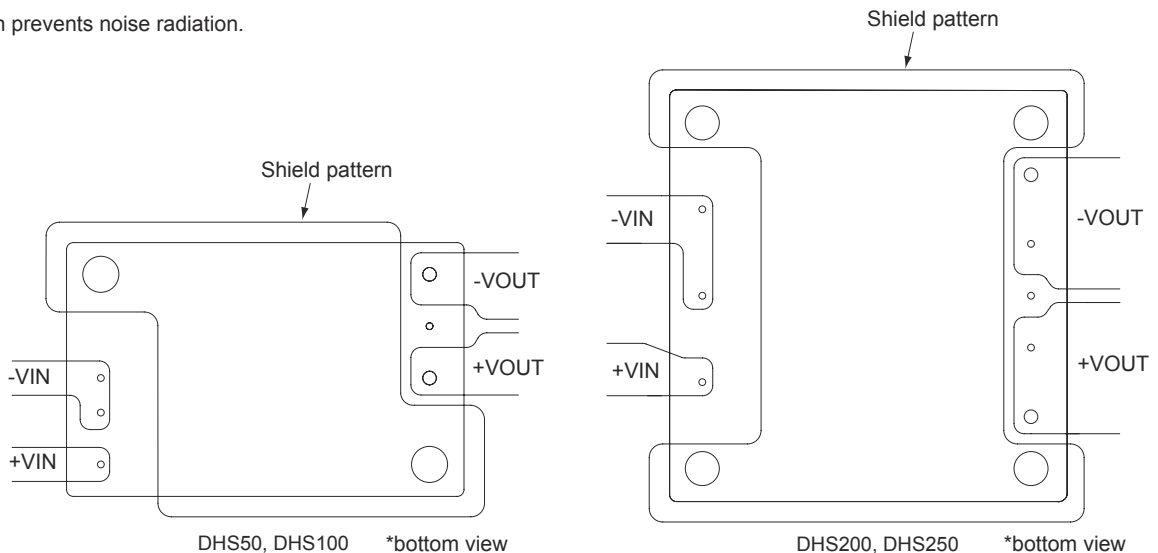 prevents noise radiation.
Shield pattern
-VIN
+VIN
-VOUT
+VOUT
DHS50, DHS100 *bottom view
Shield pattern
-VIN
+VIN
-VOUT
+VOUT
DHS200, DHS250 *bottom view